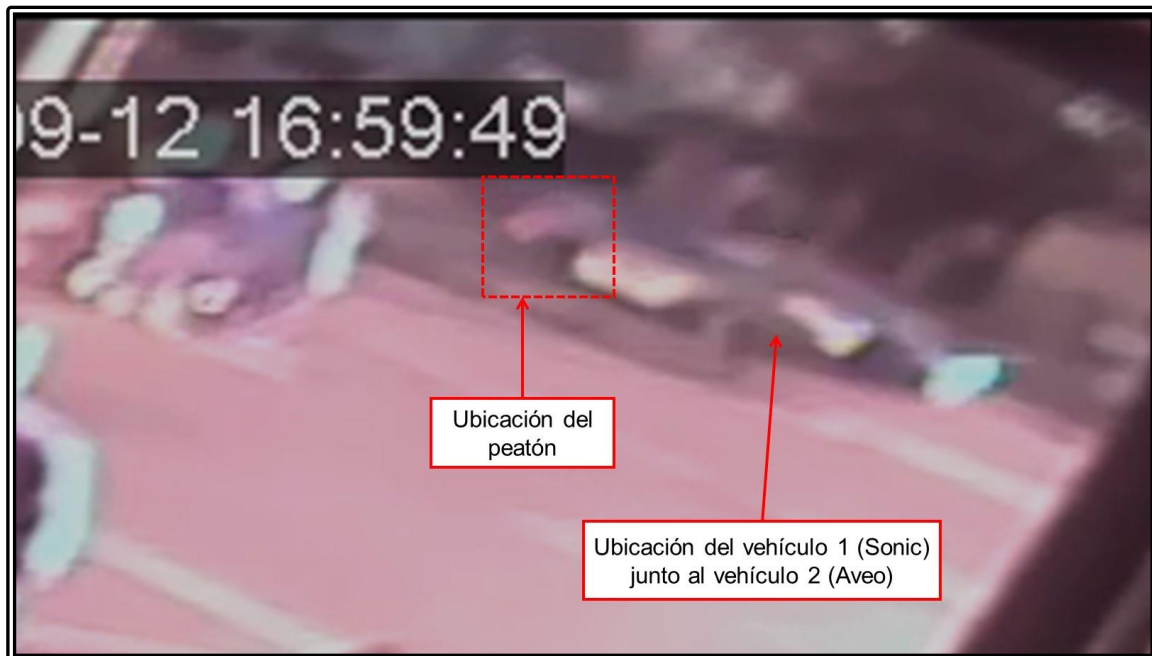 09-12 16:59:49
Ubicación del
peatón
Ubicación del vehículo 1 (Sonic)
junto al vehículo 2 (Aveo)